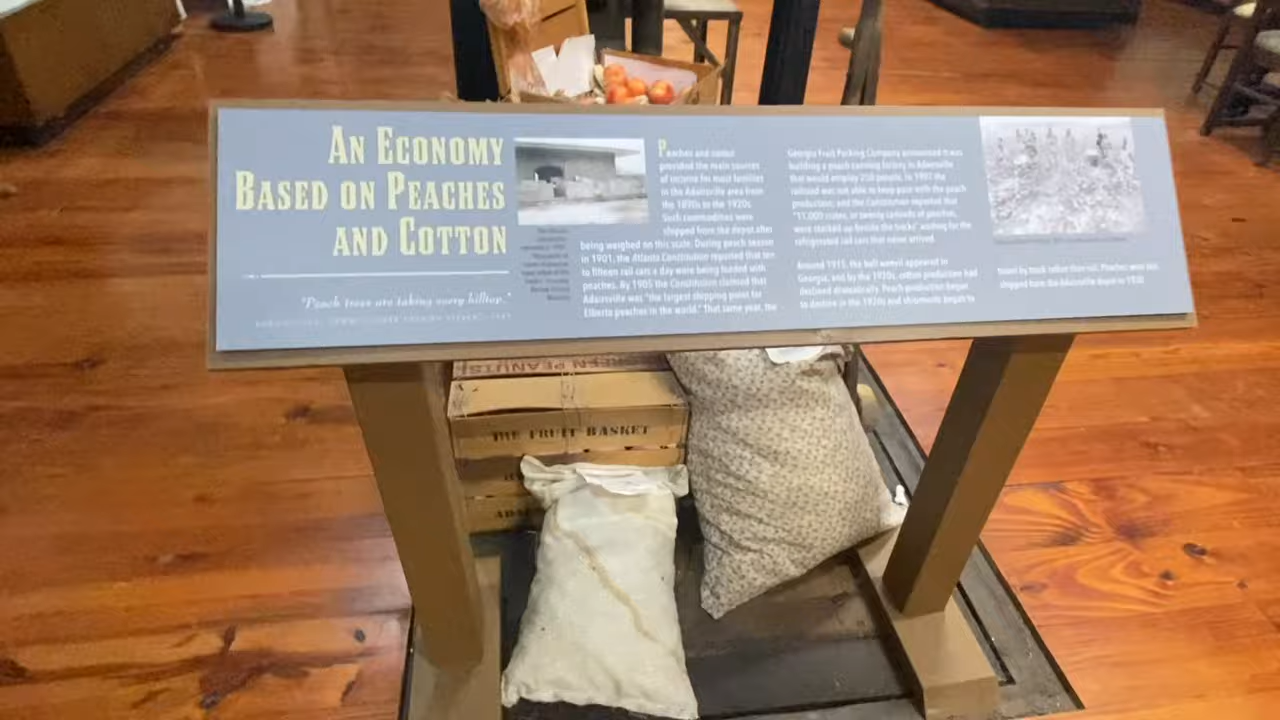 AN ECONOMY
BASED ON PEACHES
AND COTTON
"Peach trees are taking every hilltop."
Peaches and cotton
provided the main sources
of income for most families
in the Adairsville area from
the 1890s to the 1920s.
Such commodities were
shipped from the depot after
being weighed on this scale. During peach season
in 1901, the Atlanta Constitution reported that ten
to fifteen rail cars a day were being loaded with
peaches. By 1905 the Constitution claimed that
Adairsville was "the largest shipping point for
Elberta peaches in the world." That same year, the
Georgia Fruit Packing Company announced it was
building a peach canning factory in Adairsville
that would employ 250 people. In 1907 the
railroad was not able to keep pace with the peach
production; and the Constitution reported that
"11,000 crates, or twenty carloads of peaches,
were stacked up beside the tracks" waiting for the
refrigerated rail cars that never arrived.
Around 1915, the boll weevil appeared in
Georgia, and by the 1920s, cotton production had
declined dramatically. Peach production began
to decline in the 1920s and shipments began to
travel by truck rather than rail. Peaches were last
shipped from the Adairsville depot in
GREEN PEANUTS
THE FRUIT BASKET